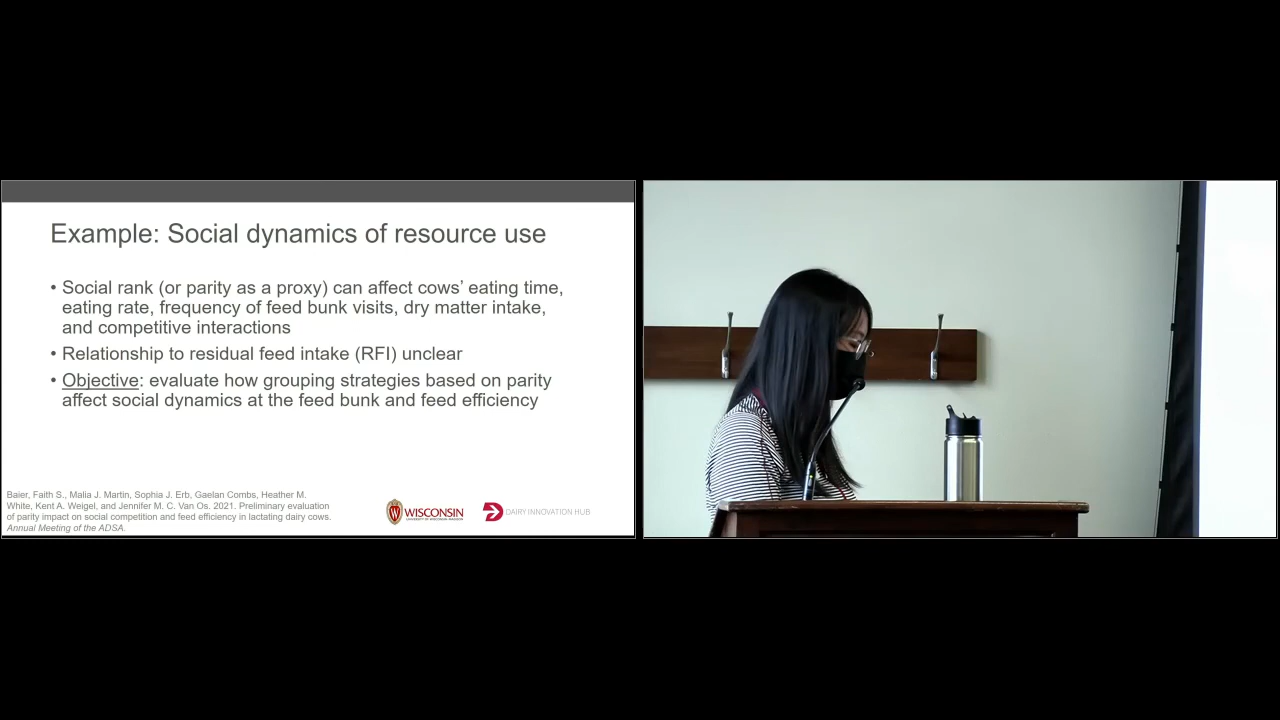 Example: Social dynamics of resource use
• Social rank (or parity as a proxy) can affect cows’ eating time,
eating rate, frequency of feed bunk visits, dry matter intake,
and competitive interactions
• Relationship to residual feed intake (RFI) unclear
• Objective: evaluate how grouping strategies based on parity
affect social dynamics at the feed bunk and feed efficiency
Baier, Faith S., Malia J. Martin, Sophia J. Erb, Gaelan Combs, Heather M.
White, Kent A. Weigel, and Jennifer M. C. Van Os. 2021. Preliminary evaluation
of parity impact on social competition and feed efficiency in lactating dairy cows.
Annual Meeting of the ADSA.
WISCONSIN
UNIVERSITY OF WISCONSIN-MADISON
DAIRY INNOVATION HUB